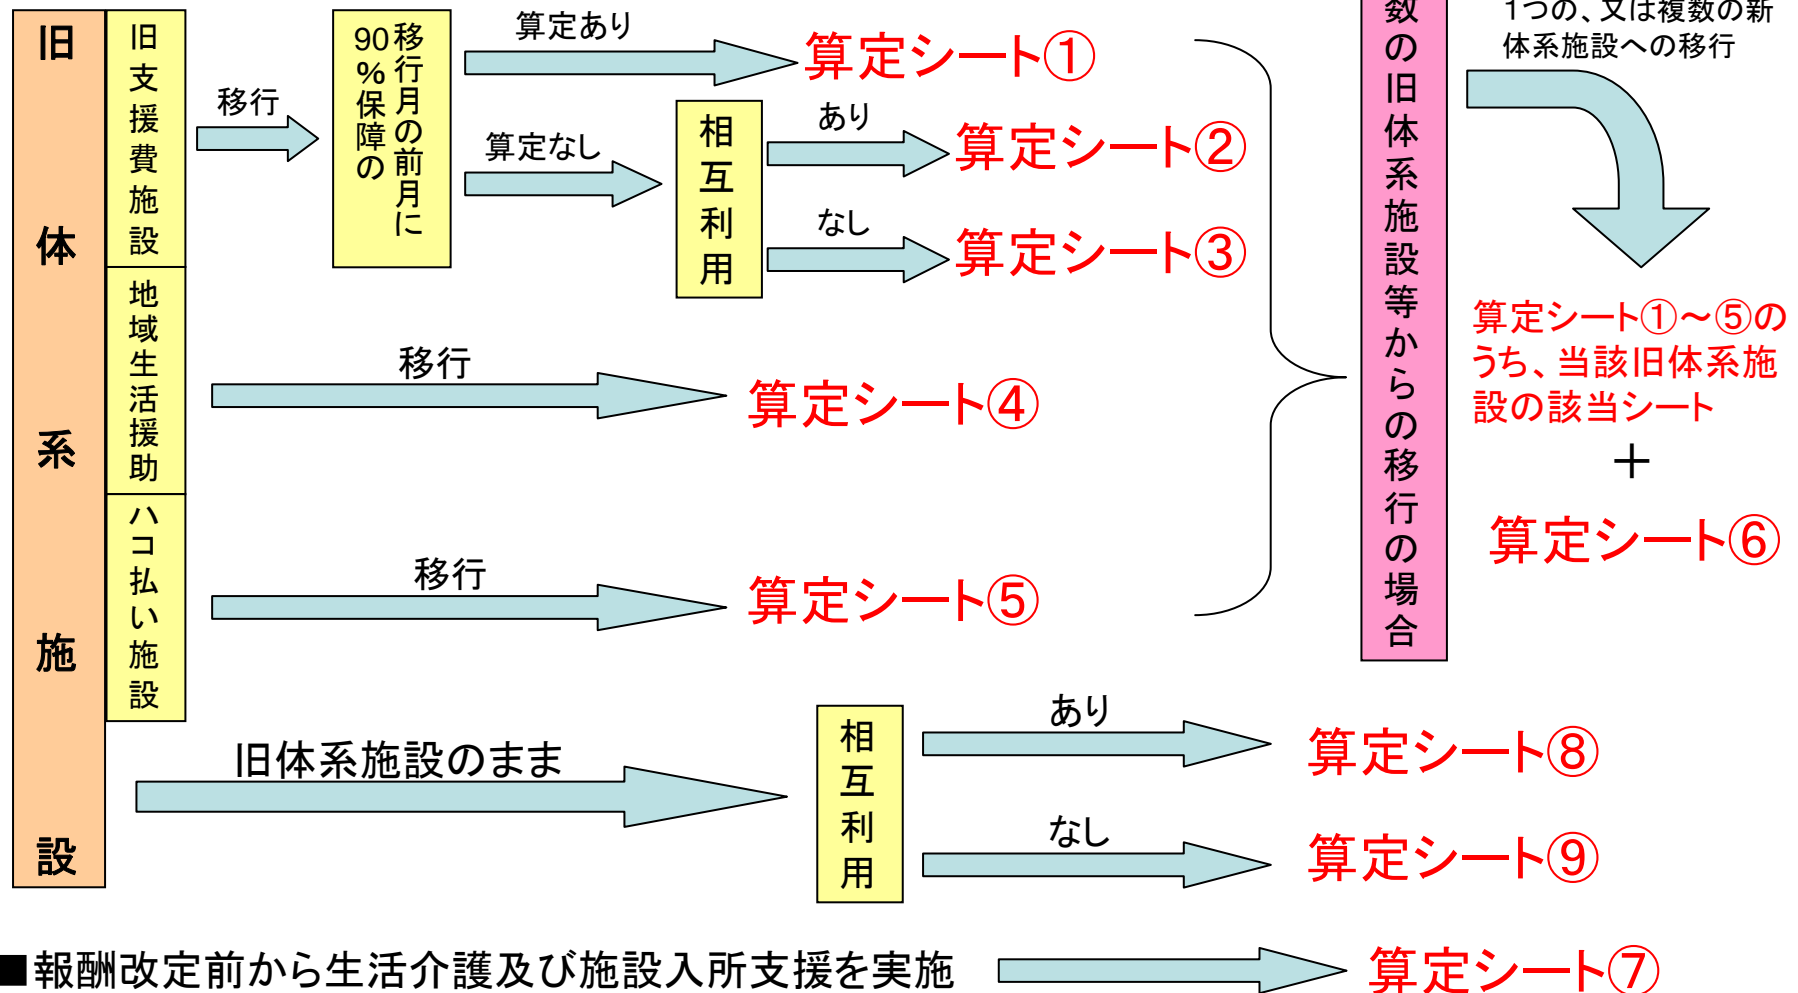 旧体系施設
旧支援費施設
地域生活援助
ハコ払い施設
移行
移行月の前月に
90%保障の
算定あり
算定シート①
算定なし
相互利用
あり
算定シート②
なし
算定シート③
移行
算定シート④
移行
算定シート⑤
数の旧体系施設等からの移行の場合
1つの、又は複数の新
体系施設への移行
算定シート①~⑤の
うち、当該旧体系施
設の該当シート
+
算定シート⑥
旧体系施設のまま
相互利用
あり
算定シート⑧
なし
算定シート⑨
■報酬改定前から生活介護及び施設入所支援を実施
算定シート⑦